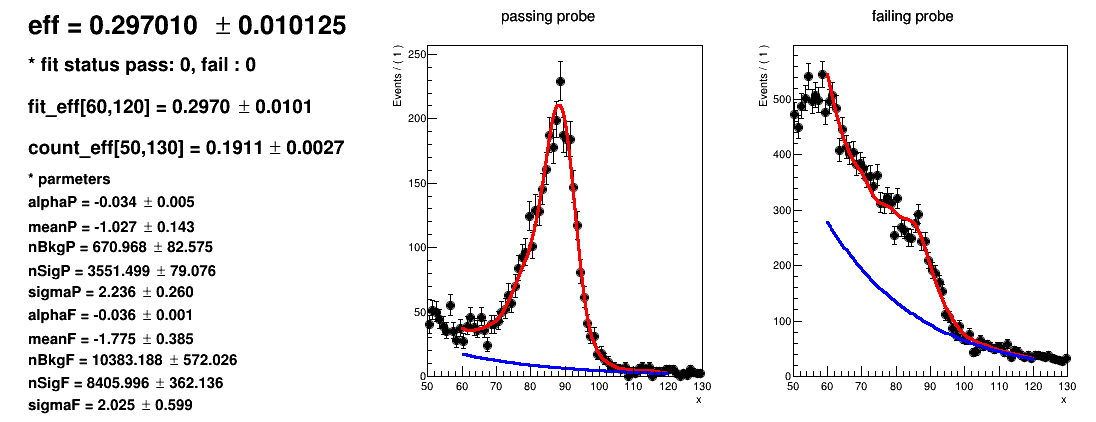 eff = 0.297010 ± 0.010125
* fit status pass: 0, fail : 0
fit_eff[60,120] = 0.2970 ± 0.0101
count_eff[50,130] = 0.1911 ± 0.0027
* parmeters
alphaP = -0.034 ± 0.005
meanP = -1.027 ± 0.143
nBkgP = 670.968 ± 82.575
nSigP = 3551.499 ± 79.076
sigmaP = 2.236 ± 0.260
alphaF = -0.036 ± 0.001
meanF = -1.775 ± 0.385
nBkgF = 10383.188 ± 572.026
nSigF = 8405.996 ± 362.136
sigmaF = 2.025 ± 0.599
passing probe
Events / ( 1 )
250
200
150
100
50
0
50 60 70 80 90 100 110 120 130
x
failing probe
Events / ( 1 )
500
400
300
200
100
0
50 60 70 80 90 100 110 120 130
x